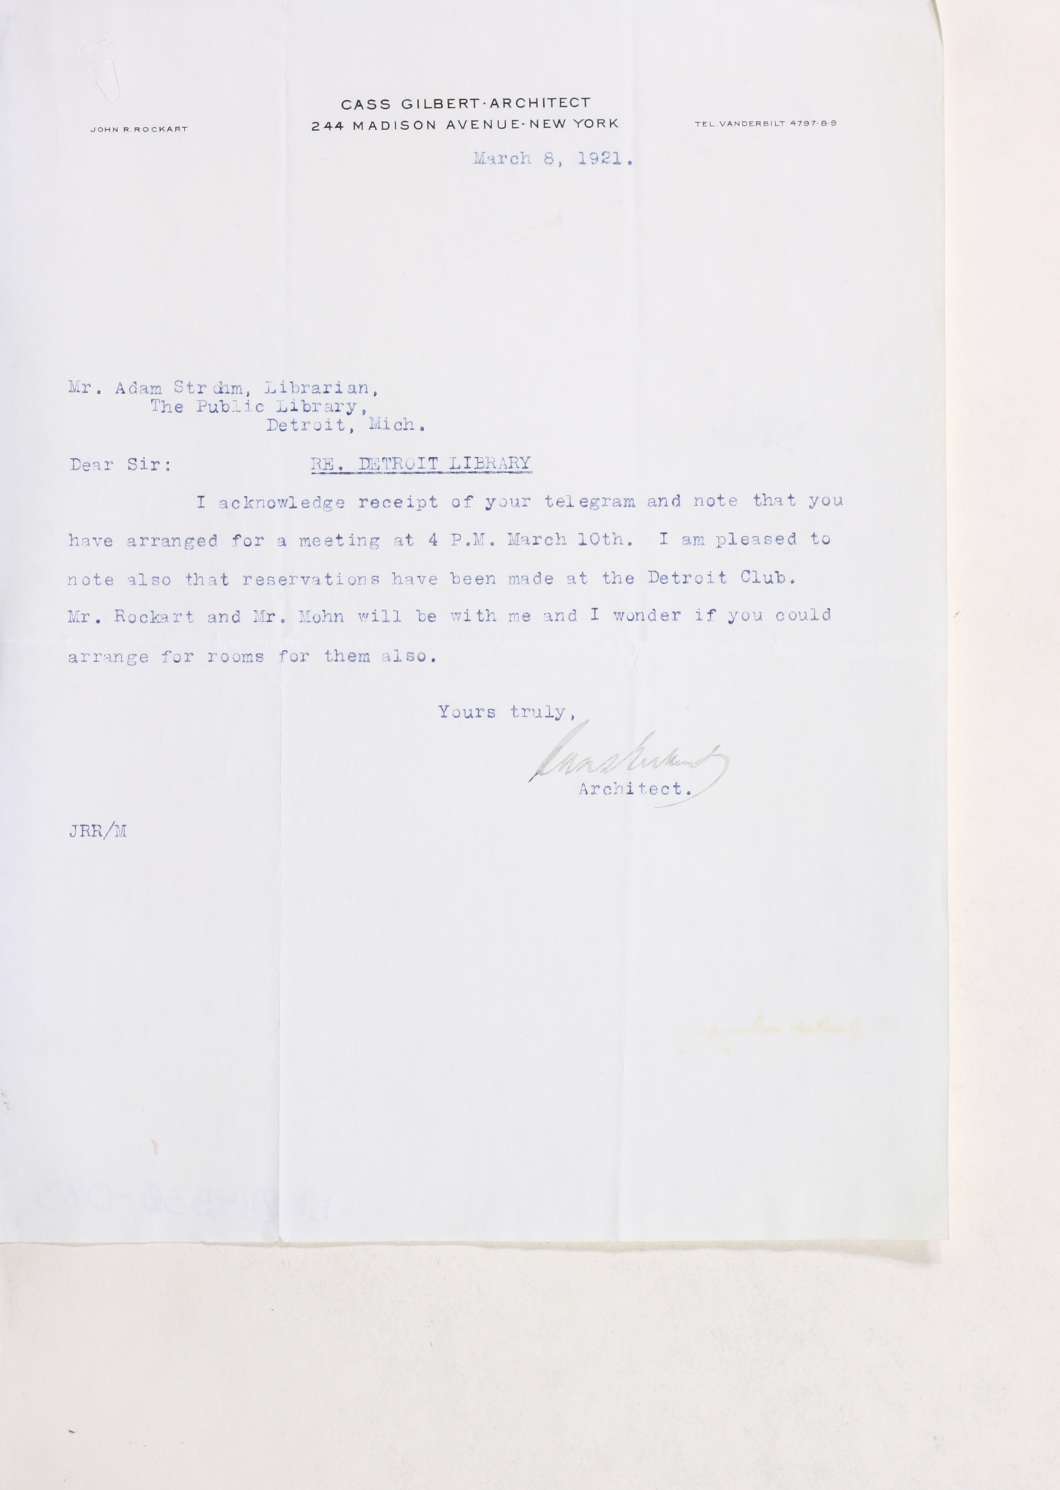 CASS GILBERT·ARCHITECT
244 MADISON AVENUE·NEW YORK
JOHN R. ROCKART
TEL. VANDERBILT 4797-8-9
March 8, 1921.
Mr. Adam Strohm, Librarian,
The Public Library,
Detroit, Mich.
Dear Sir: RE. DETROIT LIBRARY
I acknowledge receipt of your telegram and note that you
have arranged for a meeting at 4 P.M. March 10th. I am pleased to
note also that reservations have been made at the Detroit Club.
Mr. Rockart and Mr. Mohn will be with me and I wonder if you could
arrange for rooms for them also.
Yours truly,
Cass Gilbert
Architect.
JRR/M